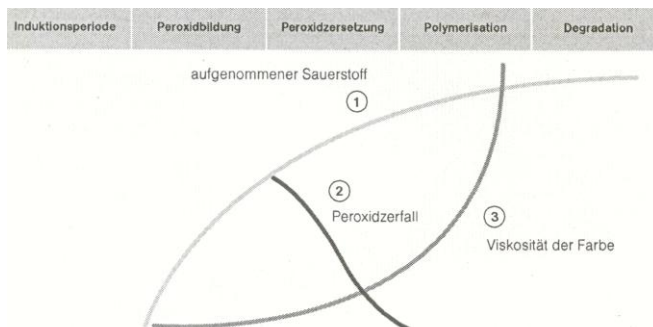 Induktionsperiode
Peroxidbildung
Peroxidzersetzung
Polymerisation
Degradation
aufgenommener Sauerstoff
1
2
Peroxidzerfall
3
Viskosität der Farbe